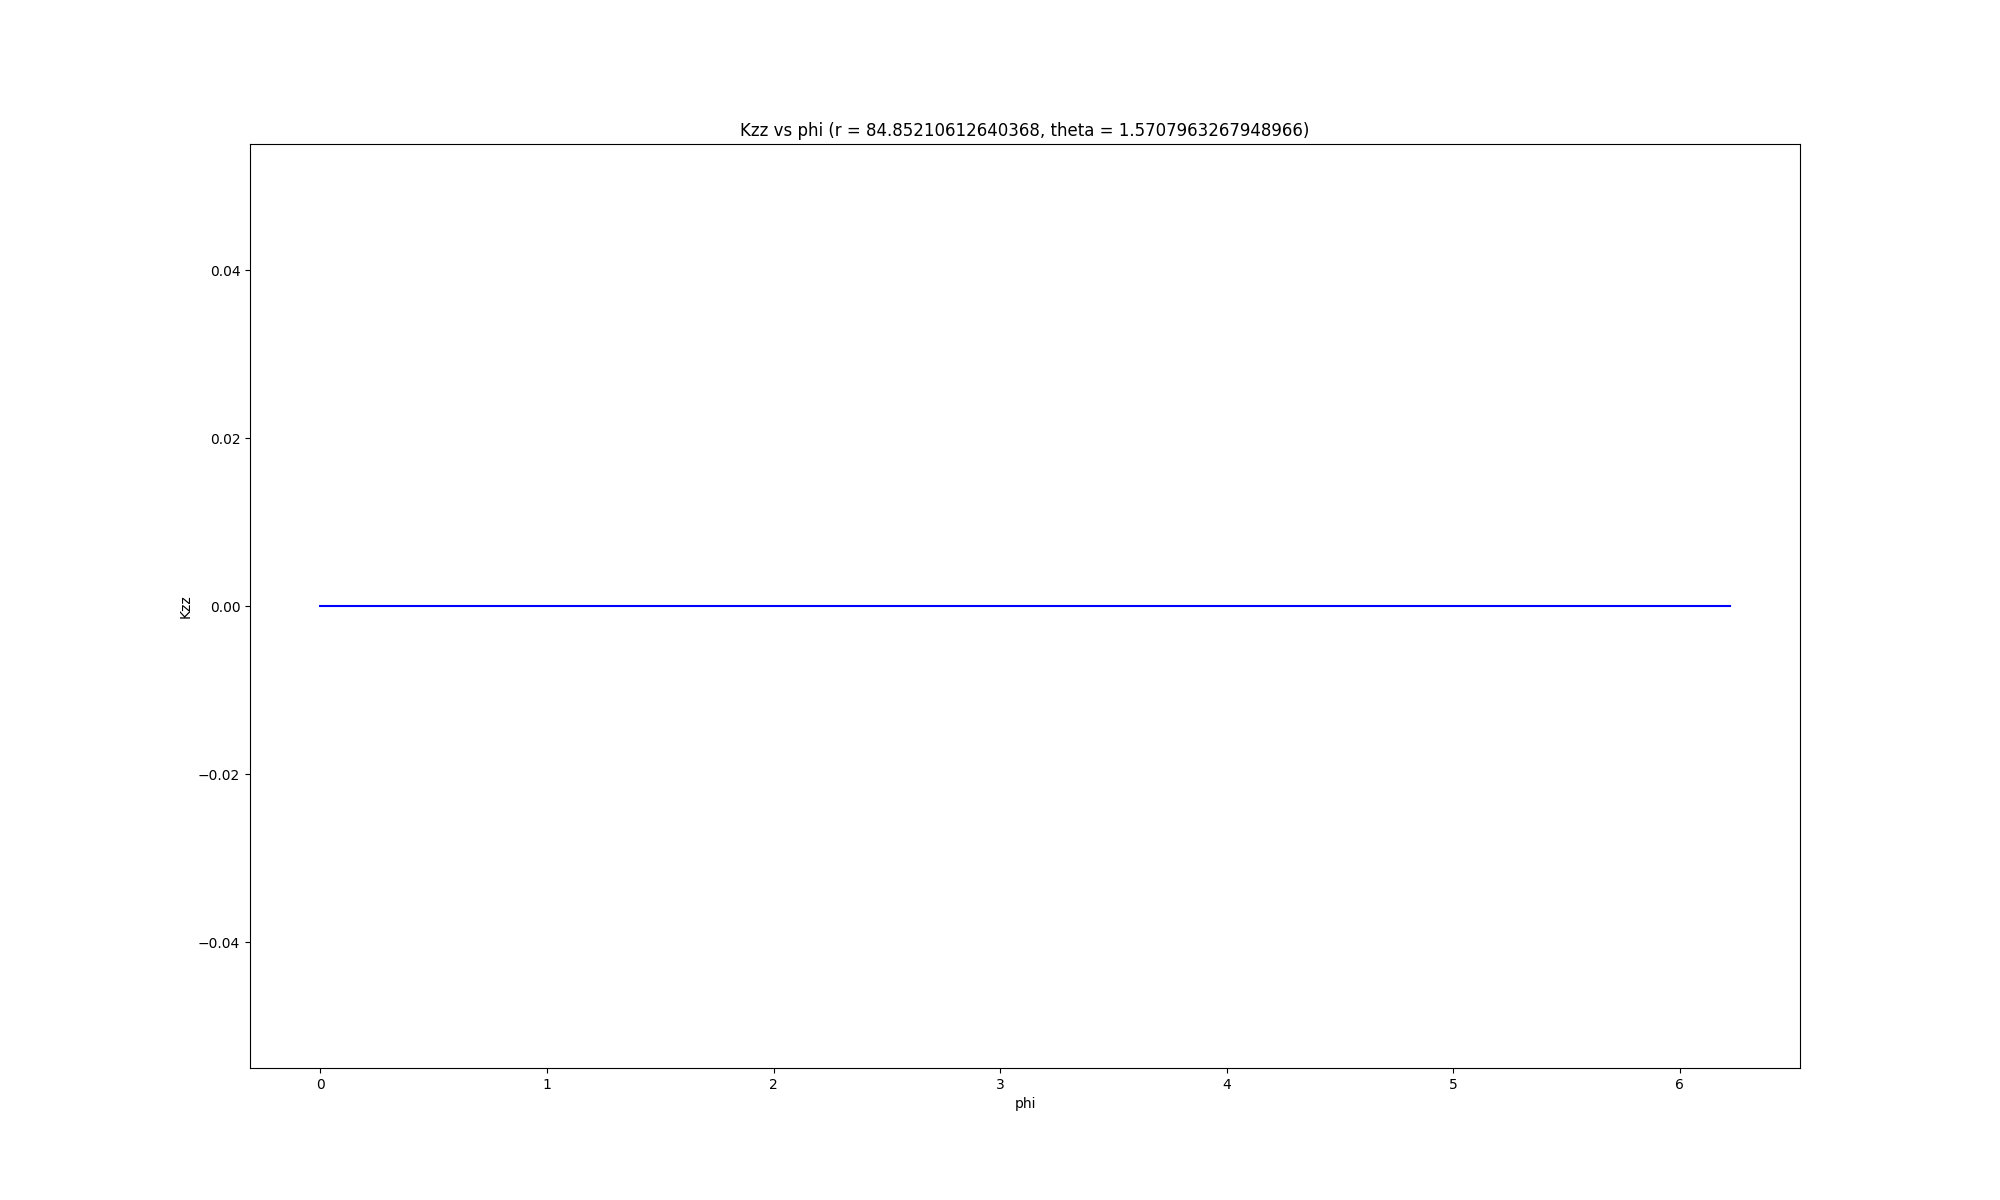 Kzz vs phi (r = 84.85210612640368, theta = 1.5707963267948966)
0.04
0.02
0.00
−0.02
−0.04
Kzz
0 1 2 3 4 5 6
phi